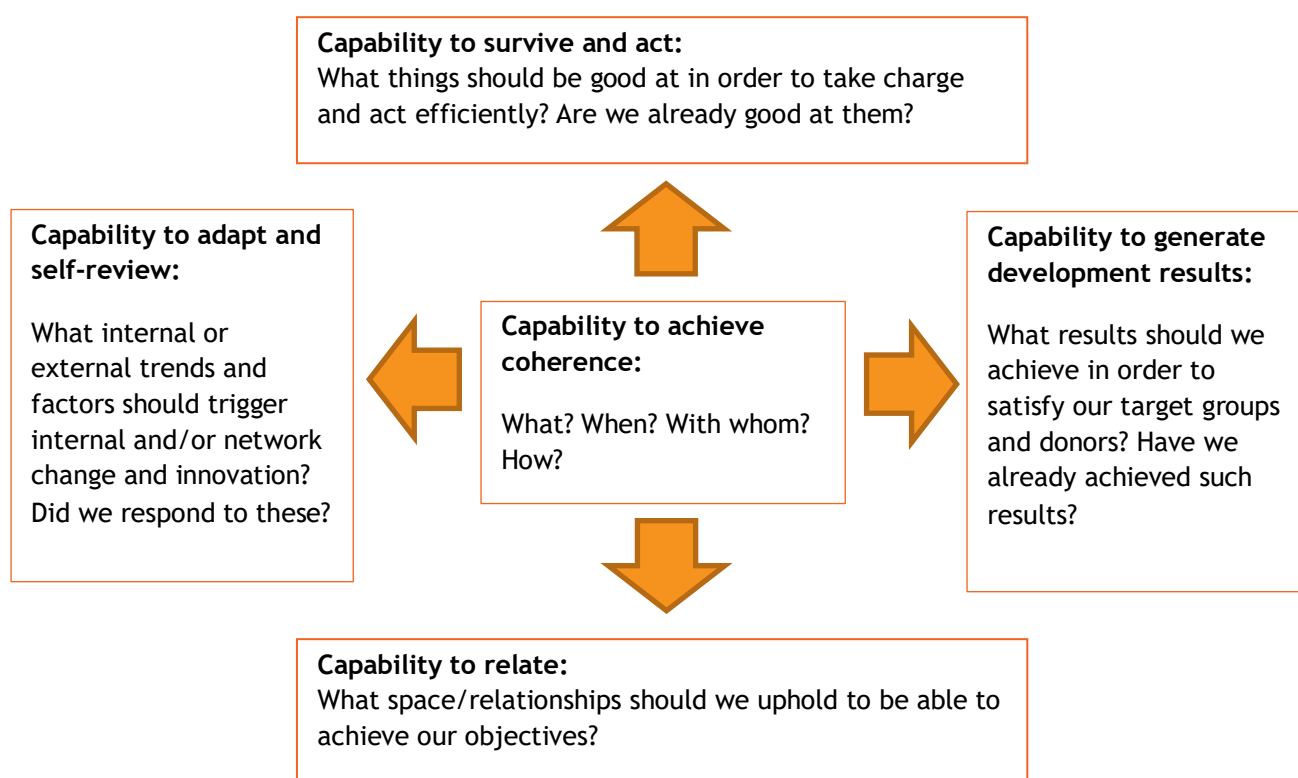 Capability to survive and act:
What things should be good at in order to take charge
and act efficiently? Are we already good at them?
Capability to adapt and
self-review:
What internal or
external trends and
factors should trigger
internal and/or network
change and innovation?
Did we respond to these?
Capability to achieve
coherence:
What? When? With whom?
How?
Capability to generate
development results:
What results should we
achieve in order to
satisfy our target groups
and donors? Have we
already achieved such
results?
Capability to relate:
What space/relationships should we uphold to be able to
achieve our objectives?